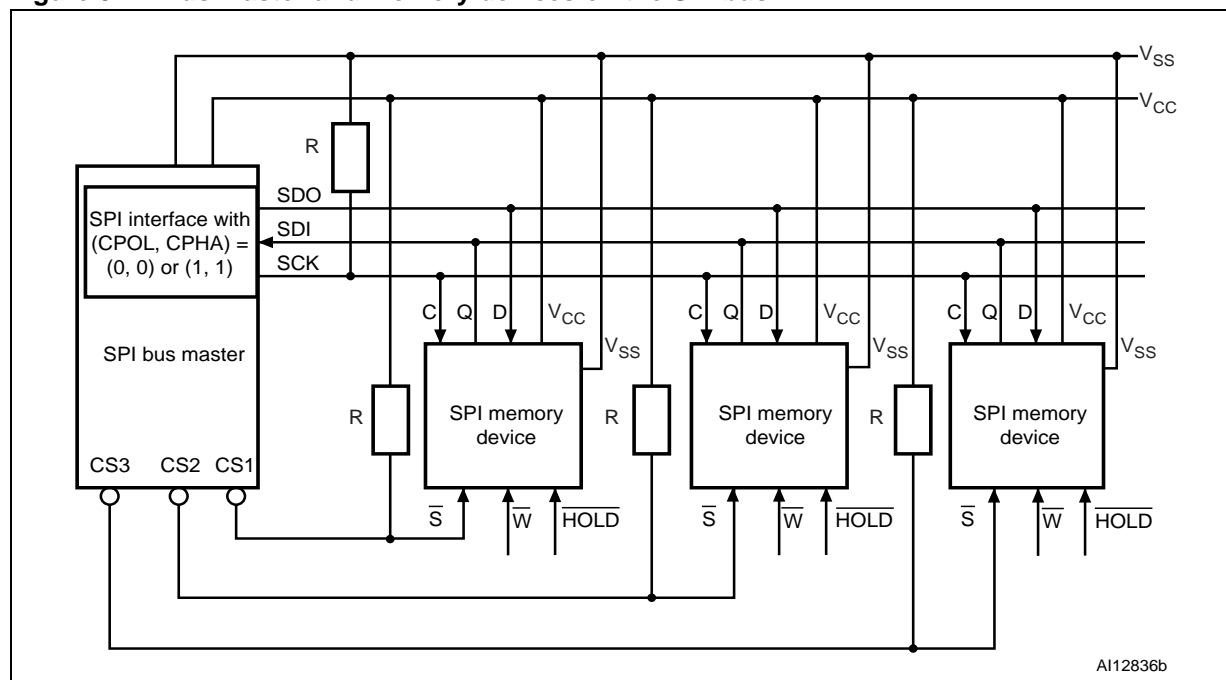 V_SS
V_CC
R
SDO
SPI interface with
(CPOL, CPHA) =
(0, 0) or (1, 1)
SDI
SCK
SPI bus master
C Q D V_CC V_SS
C Q D V_CC V_SS
C Q D V_CC V_SS
R
SPI memory
device
R
SPI memory
device
R
SPI memory
device
CS3 CS2 CS1
S̅ W̅ H̅O̅L̅D̅
S̅ W̅ H̅O̅L̅D̅
S̅ W̅ H̅O̅L̅D̅
AI12836b